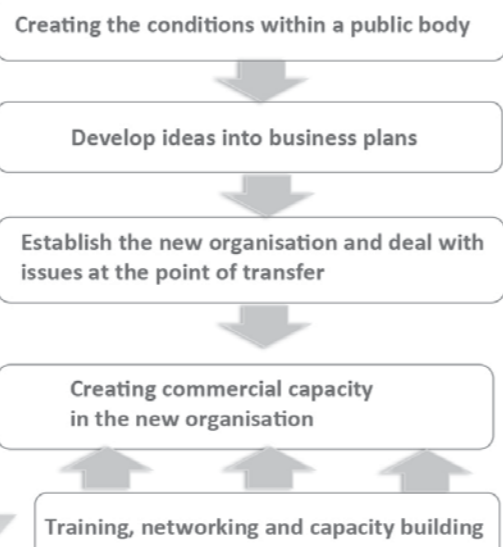 Creating the conditions within a public body
Develop ideas into business plans
Establish the new organisation and deal with
issues at the point of transfer
Creating commercial capacity
in the new organisation
Training, networking and capacity building